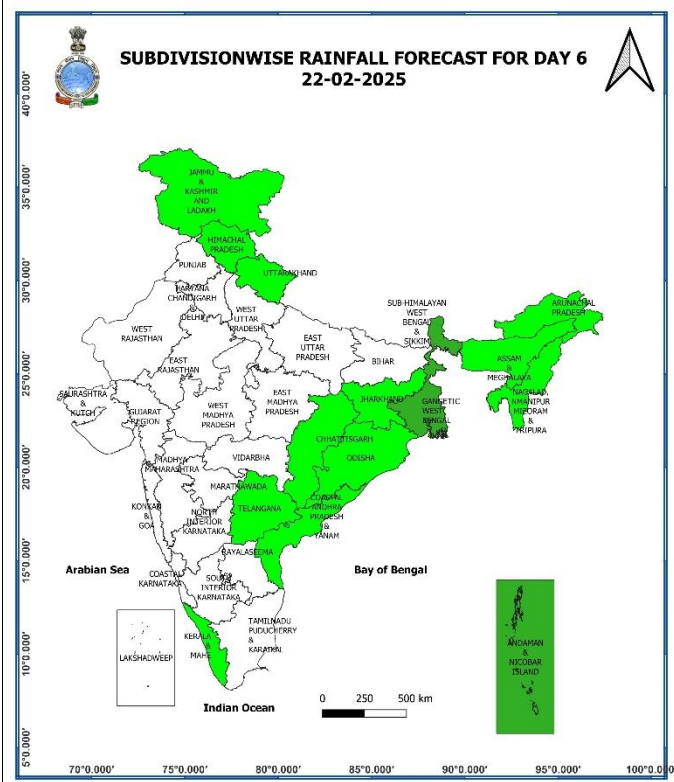 SUBDIVISIONWISE RAINFALL FORECAST FOR DAY 6
22-02-2025
40°0.000'
35°0.000'
30°0.000'
25°0.000'
20°0.000'
15°0.000'
10°0.000'
5°0.000'
JAMMU
&
KASHMIR
AND
LADAKH
HIMACHAL
PRADESH
PUNJAB
UTTARAKHAND
HARYANA
CHANDIGARH
&
DELHI
WEST
UTTAR
PRADESH
SUB-HIMALAYAN
WEST
BENGAL
&
SIKKIM
ARUNACHAL
PRADESH
WEST
RAJASTHAN
EAST
RAJASTHAN
EAST
UTTAR
PRADESH
BIHAR
ASSAM
&
MEGHALAYA
NAGALAD,
NMANIPUR
MIZORAM
&
TRIPURA
SAURASHTRA
&
KUTCH
GUJARAT
REGION
WEST
MADHYA
PRADESH
EAST
MADHYA
PRADESH
JHARKHAND
GANGETIC
WEST
BENGAL
CHHATTISGARH
ODISHA
MADHYA
MAHARASHTRA
VIDARBHA
MARATHAWADA
KONKAN
&
GOA
NORTH
INTERIOR
KARNATAKA
TELANGANA
COASTAL
ANDHRA
PRADESH
&
YANAM
RAYALASEEMA
Arabian Sea
Bay of Bengal
COASTAL
KARNATAKA
SOUTH
INTERIOR
KARNATAKA
TAMILNADU
PUDUCHERRY
&
KARAIKAL
KERALA
&
MAHE
LAKSHADWEEP
ANDAMAN
&
NICOBAR
ISLAND
Indian Ocean
0 250 500 km
70°0.000' 75°0.000' 80°0.000' 85°0.000' 90°0.000' 95°0.000' 100°0.000'